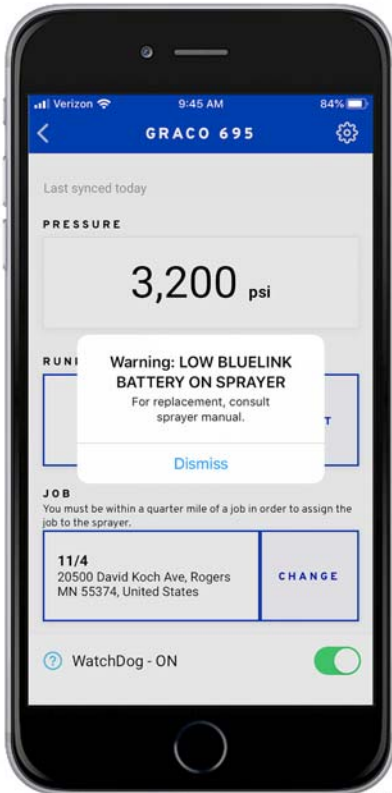 Verizon 9:45 AM 84%
GRACO 695
Last synced today
PRESSURE
3,200 psi
Warning: LOW BLUELINK
BATTERY ON SPRAYER
For replacement, consult
sprayer manual.
Dismiss
JOB
You must be within a quarter mile of a job in order to assign the
job to the sprayer.
11/4
20500 David Koch Ave, Rogers
MN 55374, United States
CHANGE
? WatchDog - ON